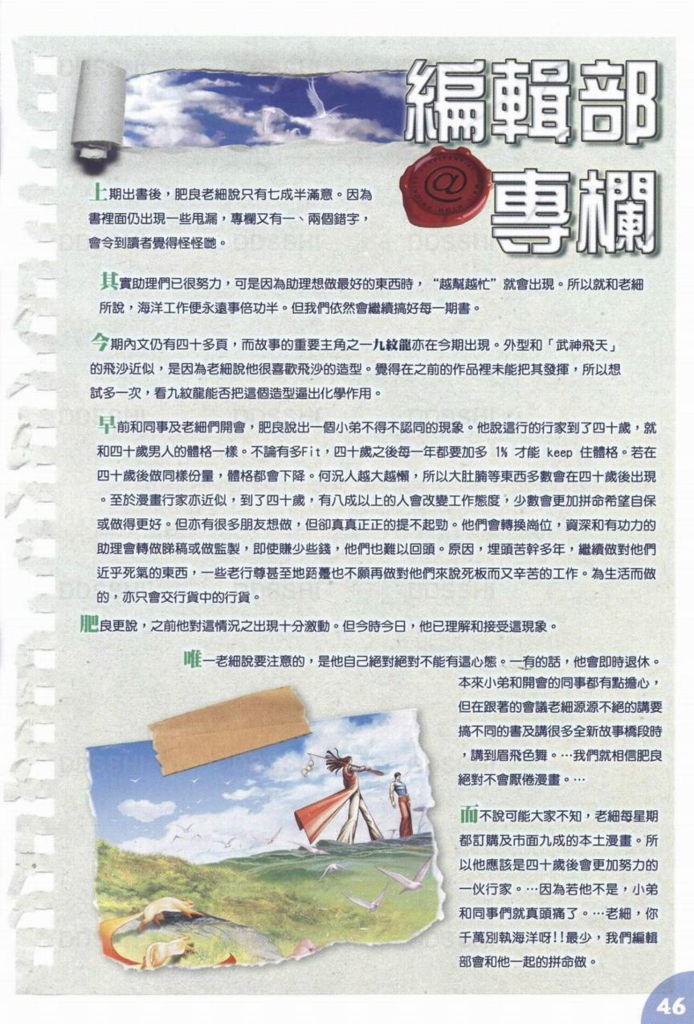 編輯部
專欄
@
上期出書後，肥良老細說只有七成半滿意。因為
書裡面仍出現一些甩漏，專欄又有一、兩個錯字，
會令到讀者覺得怪怪哋。
其實助理們已很努力，可是因為助理想做最好的東西時，“越幫越忙”就會出現。所以就和老細
所說，海洋工作便永遠事倍功半。但我們依然會繼續搞好每一期書。
今期內文仍有四十多頁，而故事的重要主角之一九紋龍亦在今期出現。外型和「武神飛天」
的飛沙近似，是因為老細說他很喜歡飛沙的造型。覺得在之前的作品裡未能把其發揮，所以想
試多一次，看九紋龍能否把這個造型逼出化學作用。
早前和同事及老細們開會，肥良說出一個小弟不得不認同的現象。他說這行的行家到了四十歲，就
和四十歲男人的體格一樣。不論有多Fit，四十歲之後每一年都要加多 1% 才能 keep 住體格。若在
四十歲後做同樣份量，體格都會下降。何況人越大越懶，所以大肚腩等東西多數會在四十歲後出現
。至於漫畫行家亦近似，到了四十歲，有八成以上的人會改變工作態度，少數會更加拼命希望自保
或做得更好。但亦有很多朋友想做，但卻真真正正的提不起勁。他們會轉換崗位，資深和有功力的
助理會轉做睇稿或做監製，即使賺少些錢，他們也難以回頭。原因，埋頭苦幹多年，繼續做對他們
近乎死氣的東西，一些老行尊甚至地踎躉也不願再做對他們來說死板而又辛苦的工作。為生活而做
的，亦只會交行貨中的行貨。
肥良更說，之前他對這情況之出現十分激動。但今時今日，他已理解和接受這現象。
唯一老細說要注意的，是他自己絕對絕對不能有這心態。一有的話，他會即時退休。
本來小弟和開會的同事都有點擔心，
但在跟著的會議老細源源不絕的講要
搞不同的書及講很多全新故事橋段時
，講到眉飛色舞。…我們就相信肥良
絕對不會厭倦漫畫。…
而不說可能大家不知，老細每星期
都訂購及市面九成的本土漫畫。所
以他應該是四十歲後會更加努力的
一伙行家。…因為若他不是，小弟
和同事們就真頭痛了。…老細，你
千萬別執海洋呀!!最少，我們編輯
部會和他一起的拼命做。
46